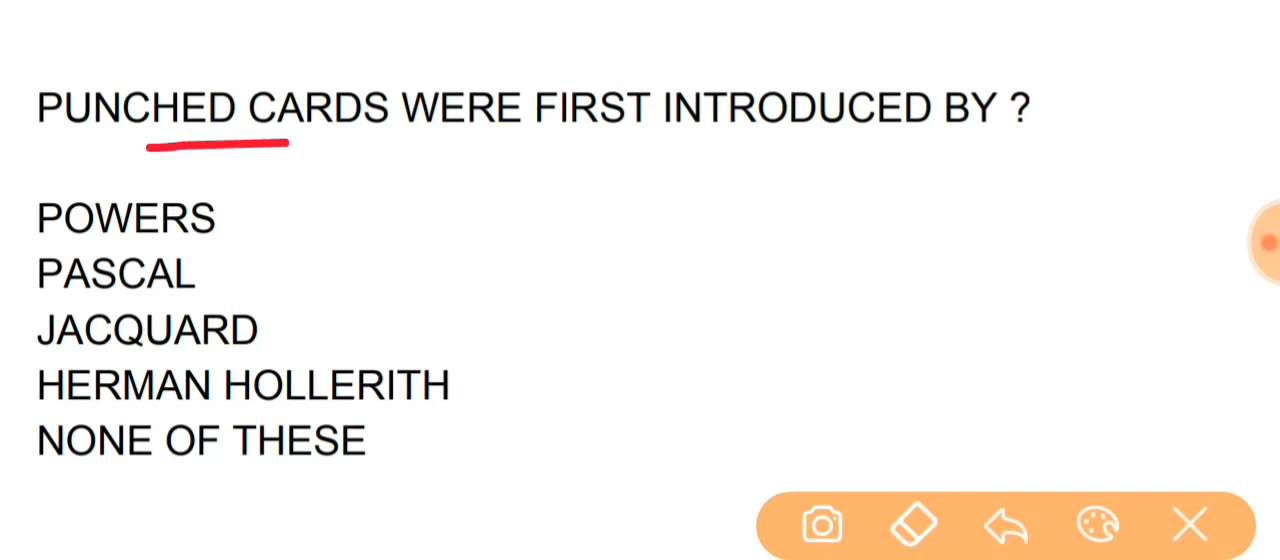 PUNCHED CARDS WERE FIRST INTRODUCED BY ?
POWERS
PASCAL
JACQUARD
HERMAN HOLLERITH
NONE OF THESE